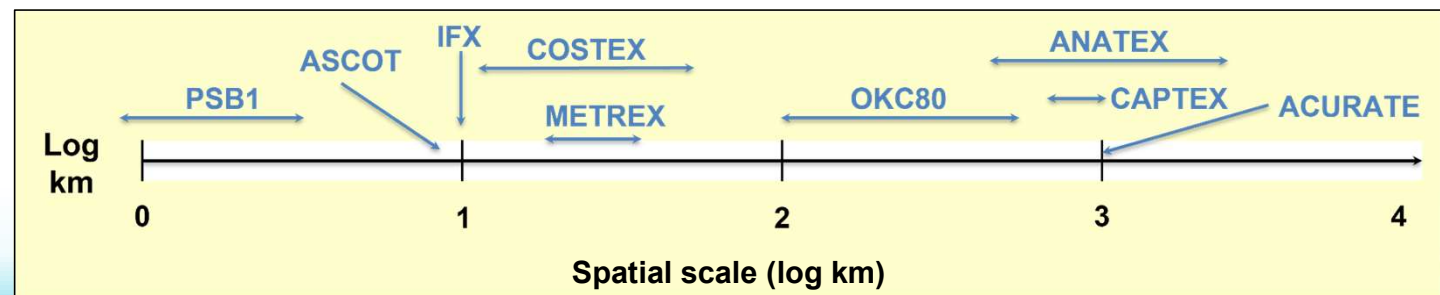 IFX
COSTEX
ANATEX
ASCOT
PSB1
OKC80
CAPTEX
ACURATE
METREX
Log
km
0 1 2 3 4
Spatial scale (log km)